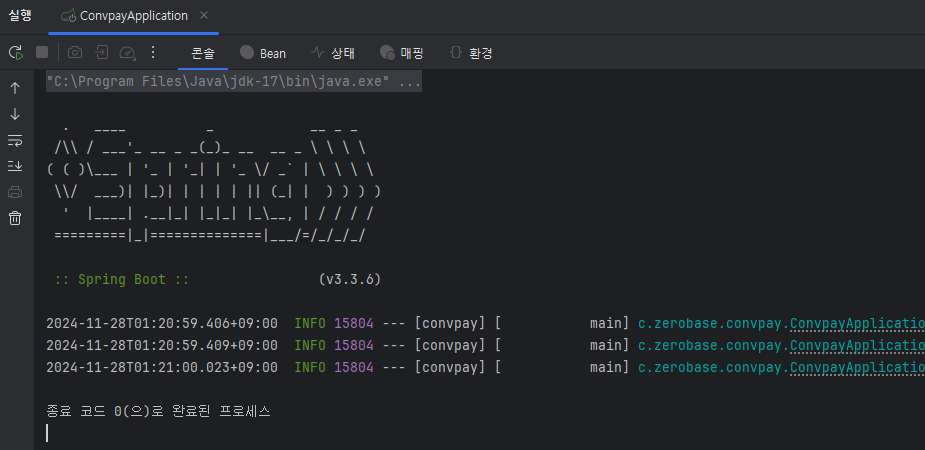 실행 ConvpayApplication ×
콘솔 Bean 상태 매핑 환경
"C:\Program Files\Java\jdk-17\bin\java.exe" ...
  .   ____          _            __ _ _
 /\\ / ___'_ __ _ _(_)_ __  __ _ \ \ \ \
( ( )\___ | '_ | '_| | '_ \/ _` | \ \ \ \
 \\/  ___)| |_)| | | | | || (_| |  ) ) ) )
  '  |____| .__|_| |_|_| |_\__, | / / / /
 =========|_|==============|___/=/_/_/_/
 :: Spring Boot ::                (v3.3.6)
2024-11-28T01:20:59.406+09:00  INFO 15804 --- [convpay] [           main] c.zerobase.convpay.ConvpayApplicatio
2024-11-28T01:20:59.409+09:00  INFO 15804 --- [convpay] [           main] c.zerobase.convpay.ConvpayApplicatio
2024-11-28T01:21:00.023+09:00  INFO 15804 --- [convpay] [           main] c.zerobase.convpay.ConvpayApplicatio
종료 코드 0(으)로 완료된 프로세스